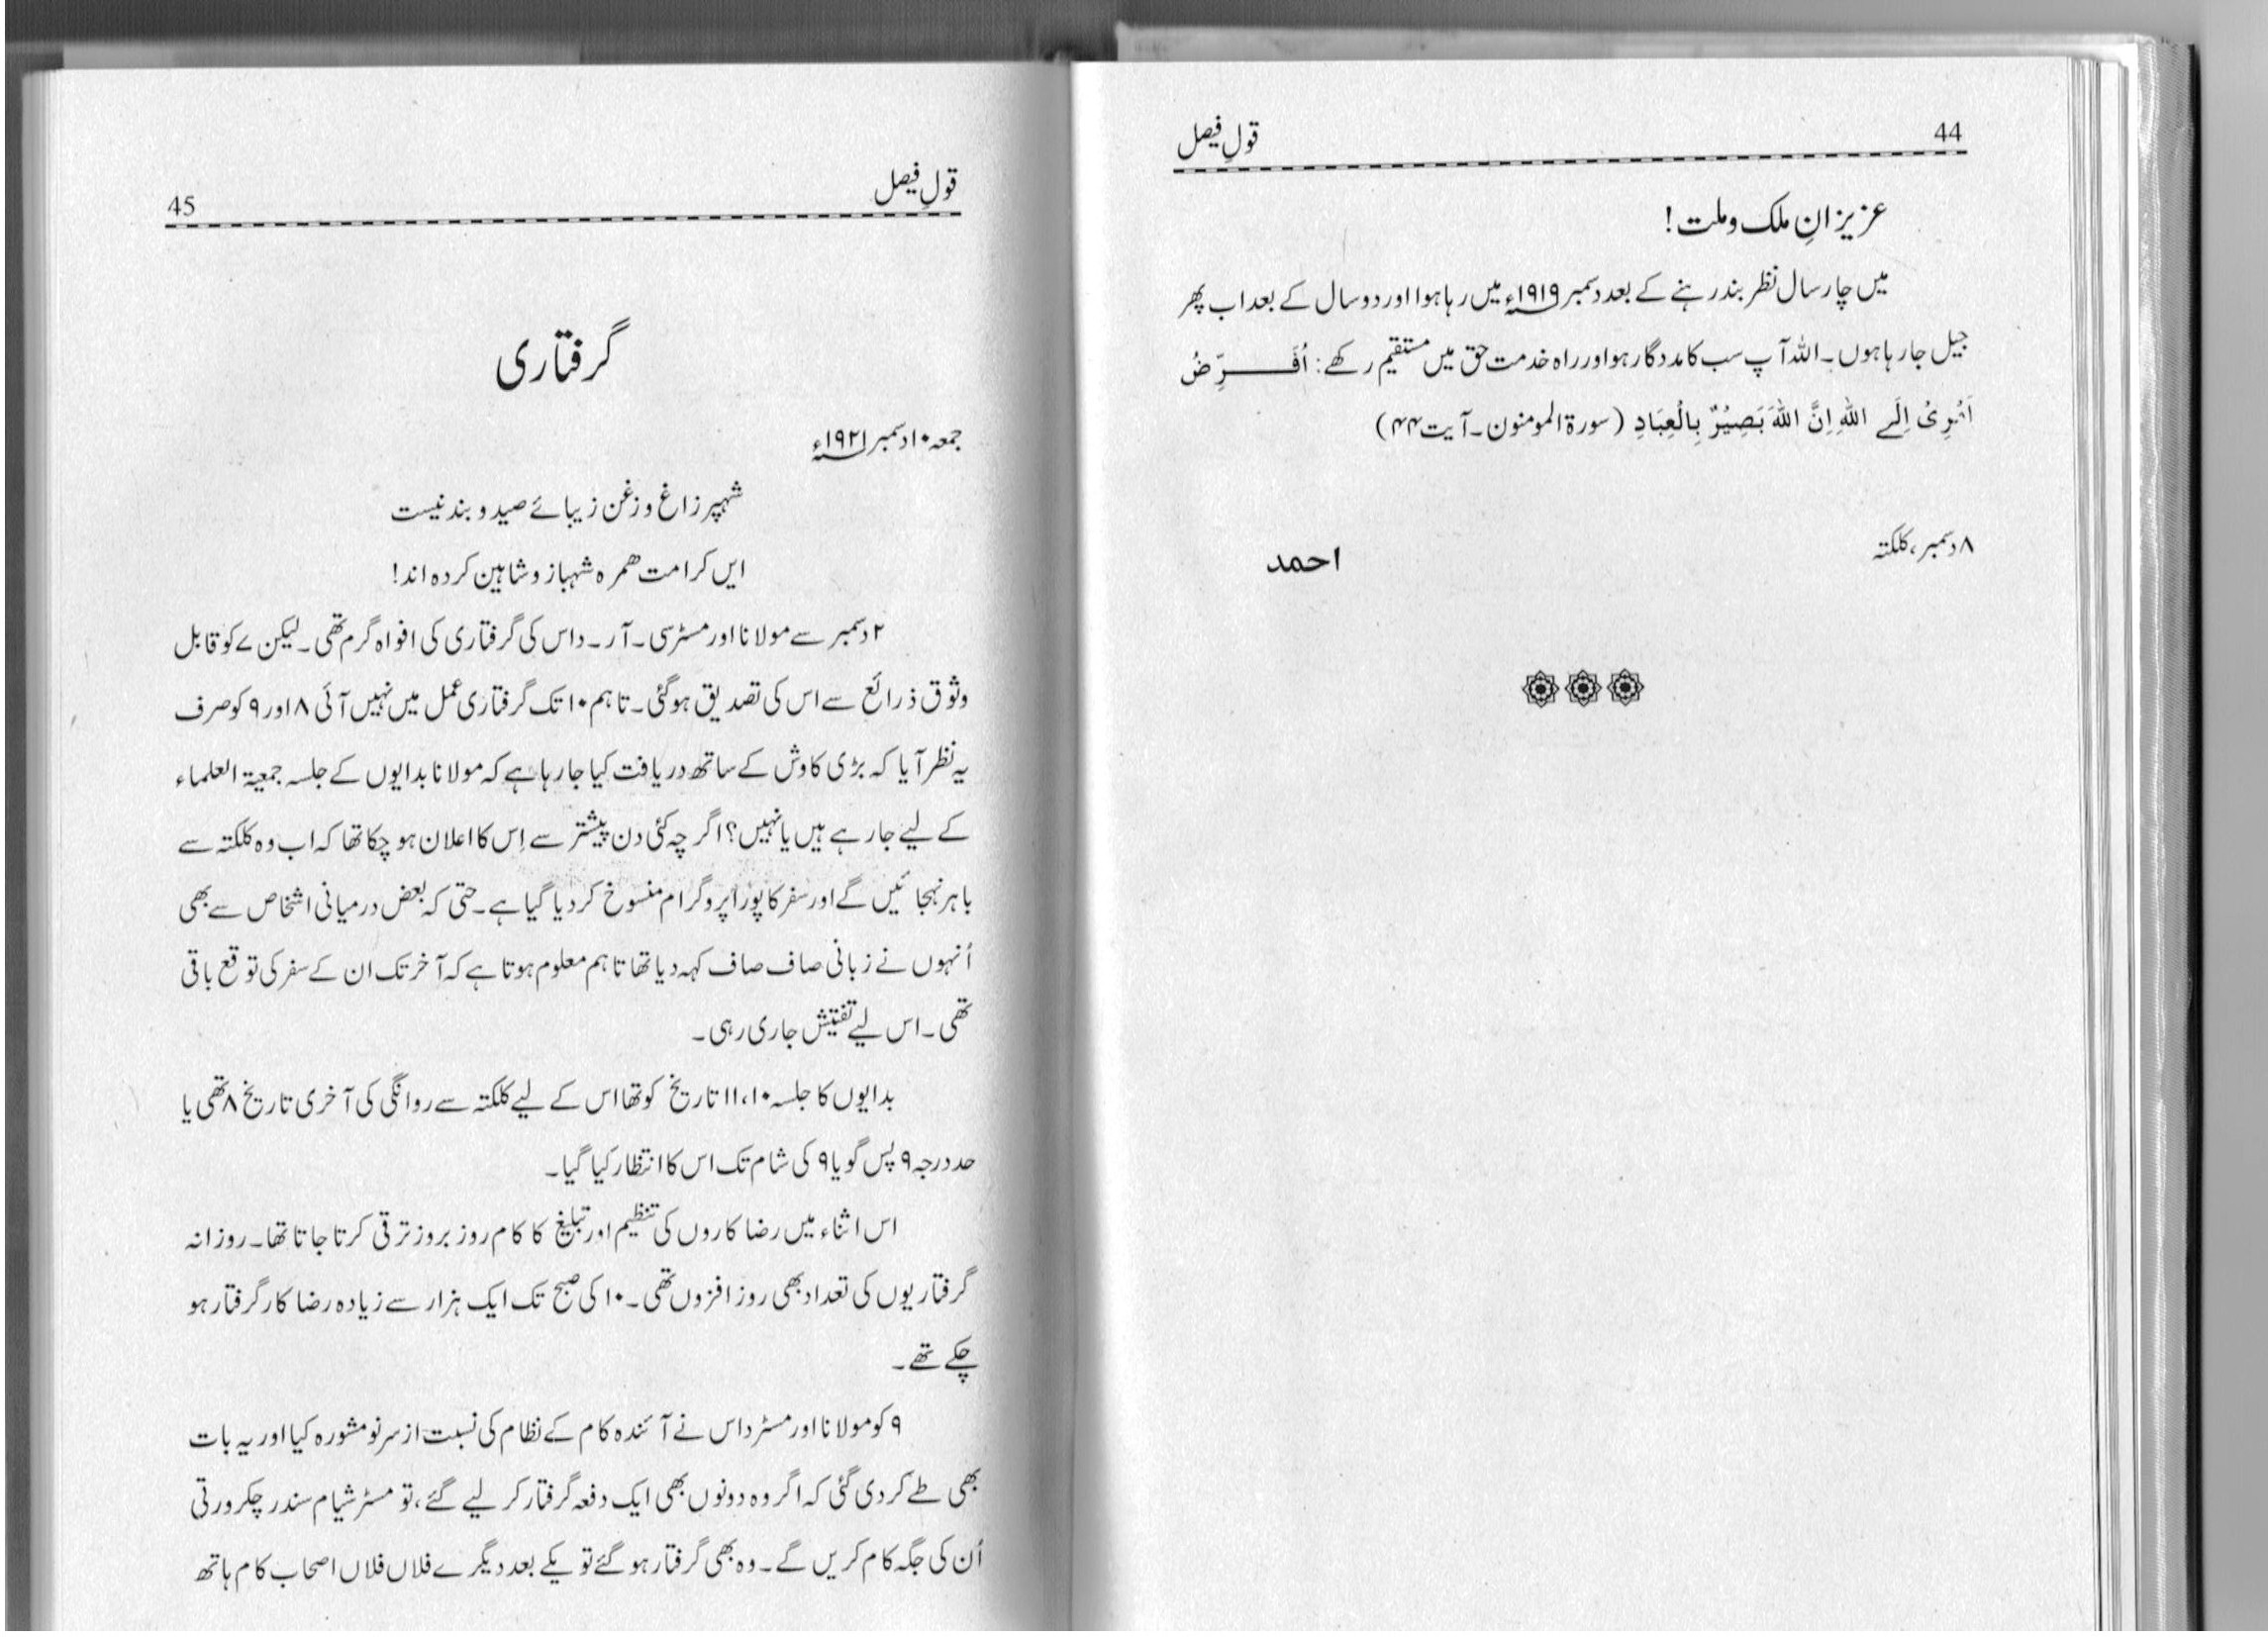 44
قولِ فیصل
عزیزانِ ملک و ملت!
میں چار سال نظر بند رہنے کے بعد دسمبر ۱۹۱۹ء میں رہا ہوا اور دو سال کے بعد اب پھر
جیل جا رہا ہوں۔ اللہ آپ سب کا مددگار ہو اور راہ خدمت حق میں مستقیم رکھے: اُفَـــــرِّضُ
اَمْرِیْ اِلَے اللّٰہِ اِنَّ اللّٰہَ بَصِیْرٌ بِالْعِبَادِ (سورۃ المومنون۔ آیت ۴۴)
۸ دسمبر، کلکتہ
احمد
قولِ فیصل
45
گرفتاری
جمعہ ۱۰ دسمبر ۱۹۲۱ء
شہپر زاغ و زغن زیبائے صید و بند نیست
ایں کرامت ھمرہ شہباز و شاہین کردہ اند!
۲ دسمبر سے مولانا اور مسٹر سی۔ آر۔ داس کی گرفتاری کی افواہ گرم تھی۔ لیکن ۷ کو قابل
وثوق ذرائع سے اس کی تصدیق ہو گئی۔ تاہم ۱۰ تک گرفتاری عمل میں نہیں آئی ۸ اور ۹ کو صرف
یہ نظر آیا کہ بڑی کاوش کے ساتھ دریافت کیا جا رہا ہے کہ مولانا بدایوں کے جلسہ جمعیۃ العلماء
کے لیے جا رہے ہیں یا نہیں؟ اگرچہ کئی دن پیشتر سے اِس کا اعلان ہو چکا تھا کہ اب وہ کلکتہ سے
باہر نہجائیں گے اور سفر کا پورا پروگرام منسوخ کر دیا گیا ہے۔ حتی کہ بعض درمیانی اشخاص سے بھی
اُنہوں نے زبانی صاف صاف کہہ دیا تھا تاہم معلوم ہوتا ہے کہ آخر تک ان کے سفر کی توقع باقی
تھی۔ اس لیے تفتیش جاری رہی۔
بدایوں کا جلسہ ۱۰، ۱۱ تاریخ کو تھا اس کے لیے کلکتہ سے روانگی کی آخری تاریخ ۸ تھی یا
حد درجہ ۹ پس گویا ۹ کی شام تک اس کا انتظار کیا گیا۔
اس اثناء میں رضا کاروں کی تنظیم اور تبلیغ کا کام روز بروز ترقی کرتا جاتا تھا۔ روزانہ
گرفتاریوں کی تعداد بھی روز افزوں تھی۔ ۱۰ کی صبح تک ایک ہزار سے زیادہ رضا کار گرفتار ہو
چکے تھے۔
۹ کو مولانا اور مسٹر داس نے آئندہ کام کے نظام کی نسبت از سر نو مشورہ کیا اور یہ بات
بھی طے کر دی گئی کہ اگر وہ دونوں بھی ایک دفعہ گرفتار کر لیے گئے، تو مسٹر شیام سندر چکرورتی
اُن کی جگہ کام کریں گے۔ وہ بھی گرفتار ہو گئے تو یکے بعد دیگرے فلاں فلاں اصحاب کام ہاتھ